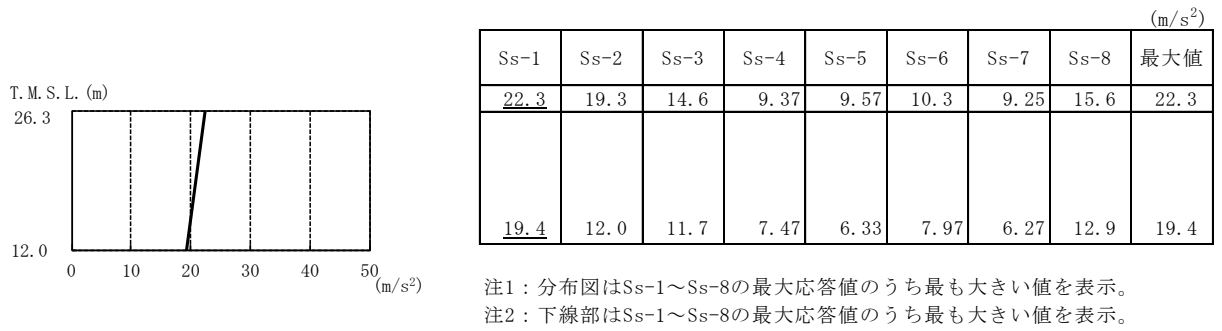 T.M.S.L.(m)
26.3
12.0
0 10 20 30 40 50
(m/s²)
(m/s²)
Ss-1 Ss-2 Ss-3 Ss-4 Ss-5 Ss-6 Ss-7 Ss-8 最大値
22.3 19.3 14.6 9.37 9.57 10.3 9.25 15.6 22.3
19.4 12.0 11.7 7.47 6.33 7.97 6.27 12.9 19.4
注1：分布図はSs-1～Ss-8の最大応答値のうち最も大きい値を表示。
注2：下線部はSs-1～Ss-8の最大応答値のうち最も大きい値を表示。